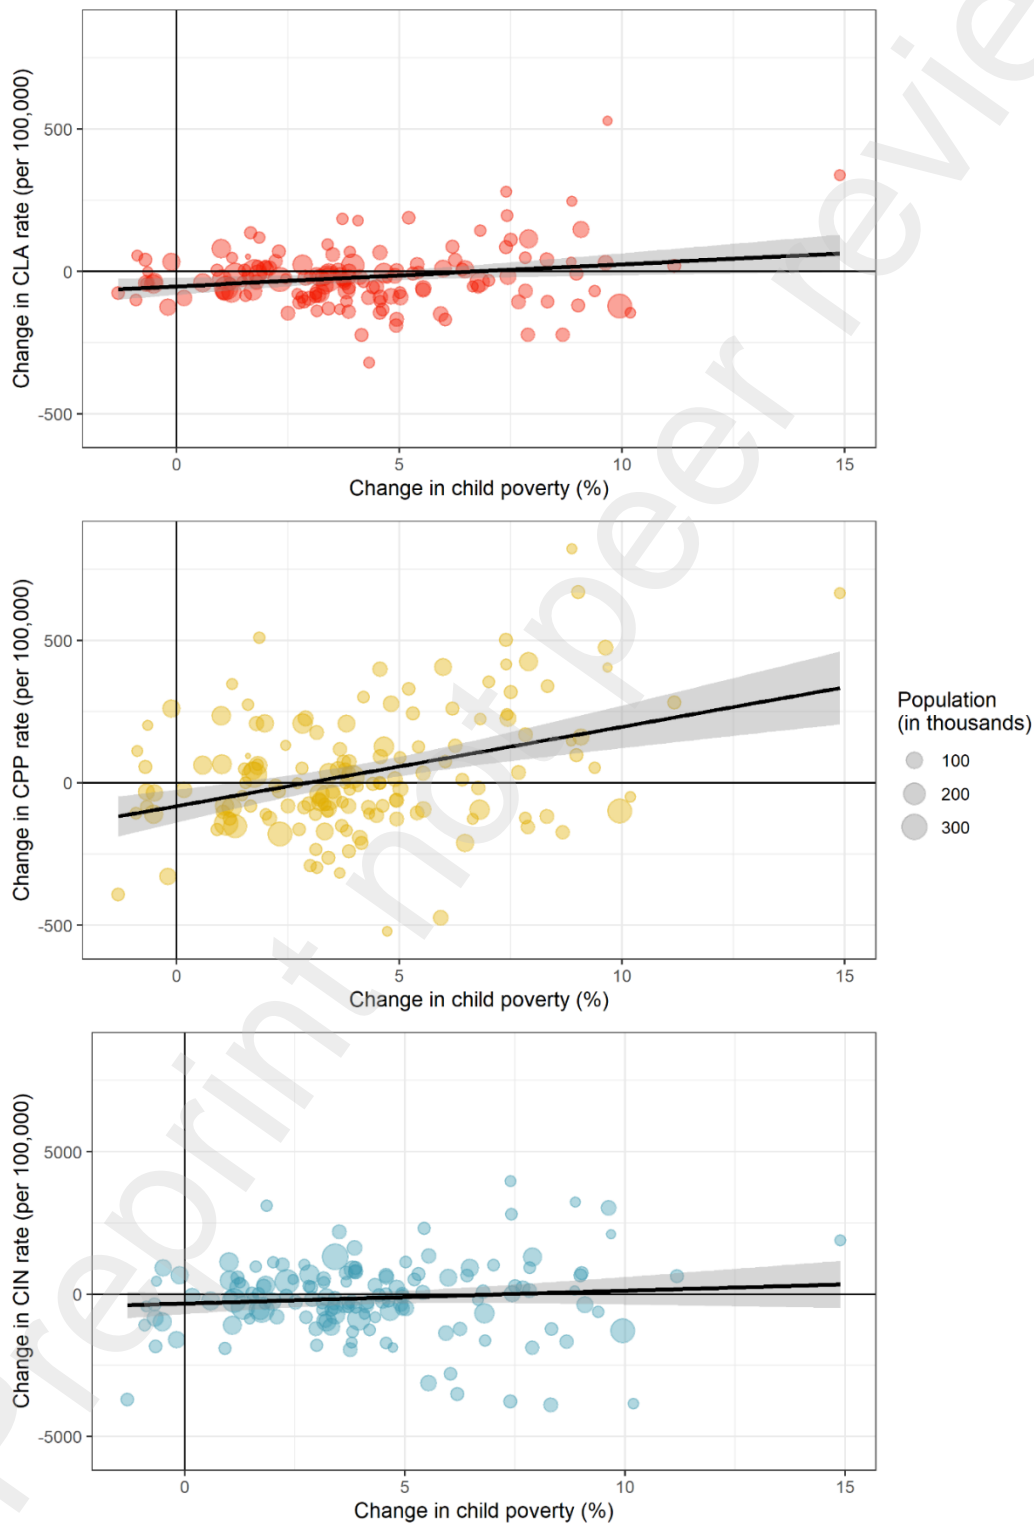 Change in CLA rate (per 100,000)
500
0
-500
0
5
10
15
Change in child poverty (%)
Change in CPP rate (per 100,000)
500
0
-500
0
5
10
15
Change in child poverty (%)
Population
(in thousands)
100
200
300
Change in CIN rate (per 100,000)
5000
0
-5000
0
5
10
15
Change in child poverty (%)
Preprint not peer review